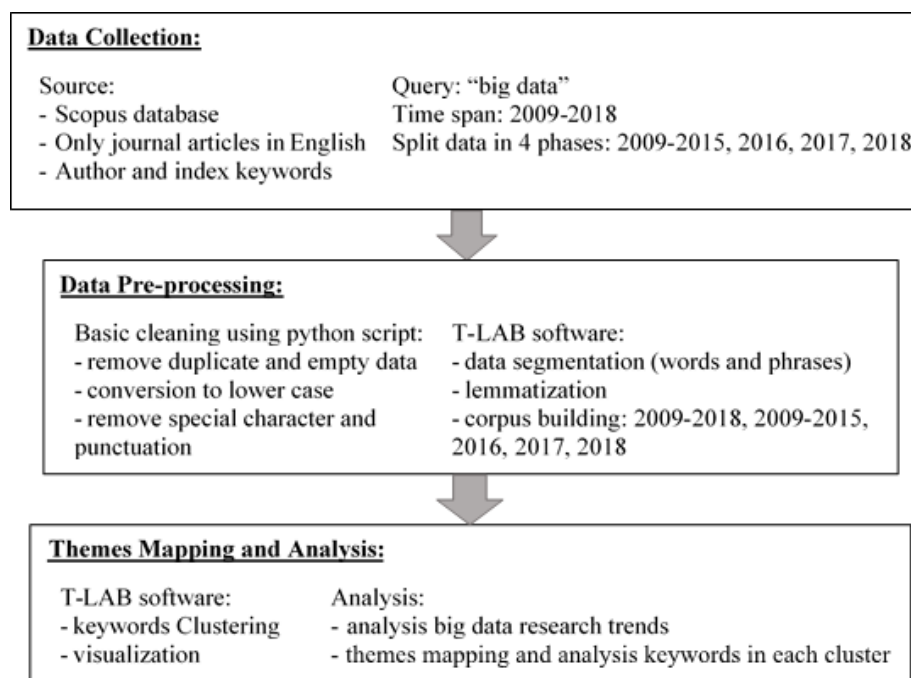 Data Collection:
Source:
- Scopus database
- Only journal articles in English
- Author and index keywords
Query: “big data”
Time span: 2009-2018
Split data in 4 phases: 2009-2015, 2016, 2017, 2018
Data Pre-processing:
Basic cleaning using python script:
- remove duplicate and empty data
- conversion to lower case
- remove special character and
punctuation
T-LAB software:
- data segmentation (words and phrases)
- lemmatization
- corpus building: 2009-2018, 2009-2015,
2016, 2017, 2018
Themes Mapping and Analysis:
T-LAB software:
- keywords Clustering
- visualization
Analysis:
- analysis big data research trends
- themes mapping and analysis keywords in each cluster